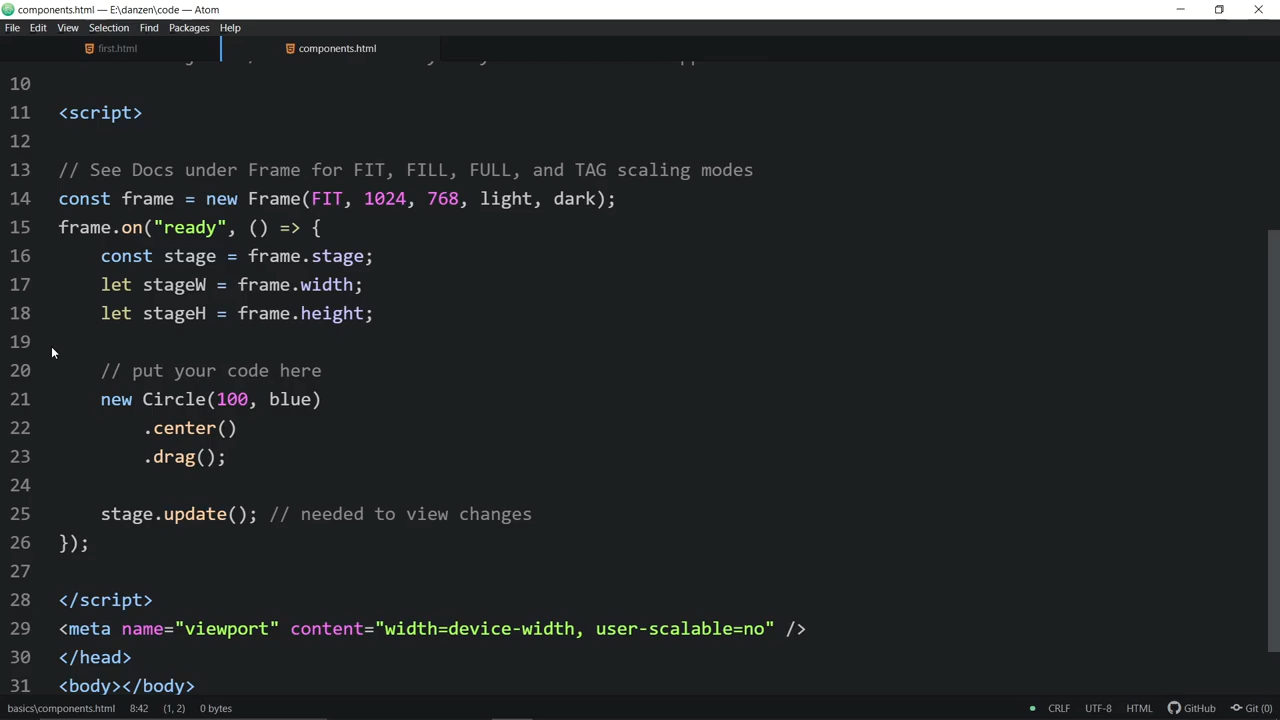 components.html — E:\danzen\code — Atom
File Edit View Selection Find Packages Help
first.html components.html
10
11 <script>
12
13 // See Docs under Frame for FIT, FILL, FULL, and TAG scaling modes
14 const frame = new Frame(FIT, 1024, 768, light, dark);
15 frame.on("ready", () => {
16 const stage = frame.stage;
17 let stageW = frame.width;
18 let stageH = frame.height;
19
20 // put your code here
21 new Circle(100, blue)
22 .center()
23 .drag();
24
25 stage.update(); // needed to view changes
26 });
27
28 </script>
29 <meta name="viewport" content="width=device-width, user-scalable=no" />
30 </head>
31 <body></body>
basics\components.html 8:42 (1, 2) 0 bytes CRLF UTF-8 HTML GitHub Git (0)